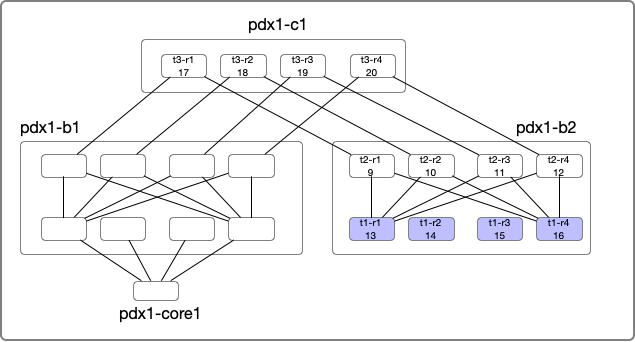 pdx1-c1
t3-r1
17
t3-r2
18
t3-r3
19
t3-r4
20
pdx1-b1
pdx1-b2
t2-r1
9
t2-r2
10
t2-r3
11
t2-r4
12
t1-r1
13
t1-r2
14
t1-r3
15
t1-r4
16
pdx1-core1